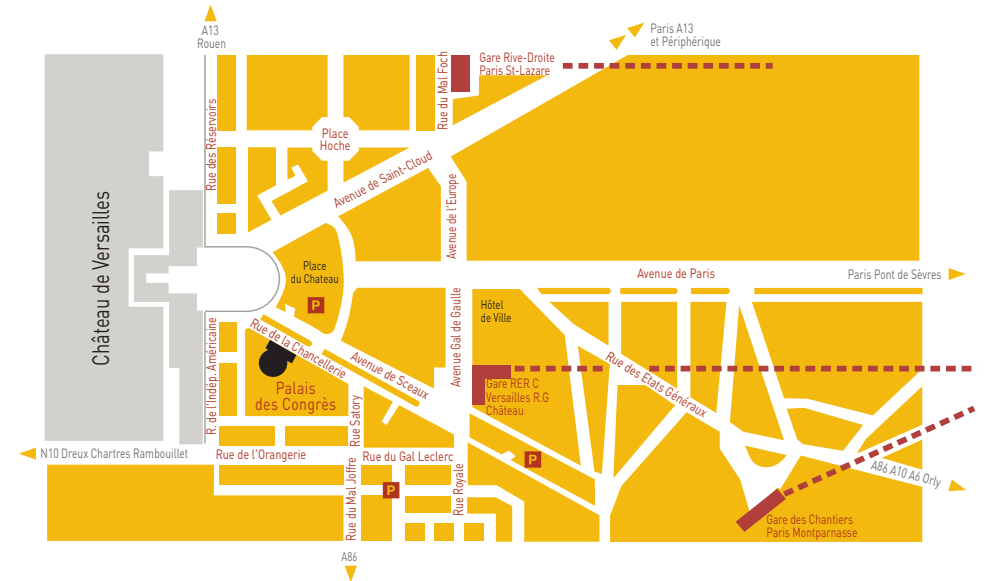 A13
Rouen
Paris A13
et Périphérique
Gare Rive-Droite
Paris St-Lazare
Rue du Mal Foch
Rue des Réservoirs
Place
Hoche
Avenue de Saint-Cloud
Avenue de l'Europe
Château de Versailles
Place
du Chateau
P
Avenue de Paris
Paris Pont de Sèvres
Hôtel
de Ville
Avenue Gal de Gaulle
R. de l'Indép. Américaine
Rue de la Chancellerie
Avenue de Sceaux
Rue des Etats Généraux
Palais
des Congrès
Gare RER C
Versailles R.G
Château
Rue Satory
N10 Dreux Chartres Rambouillet
Rue de l'Orangerie
Rue du Gal Leclerc
P
P
Rue du Mal Joffre
Rue Royale
A86 A10 A6 Orly
Gare des Chantiers
Paris Montparnasse
A86